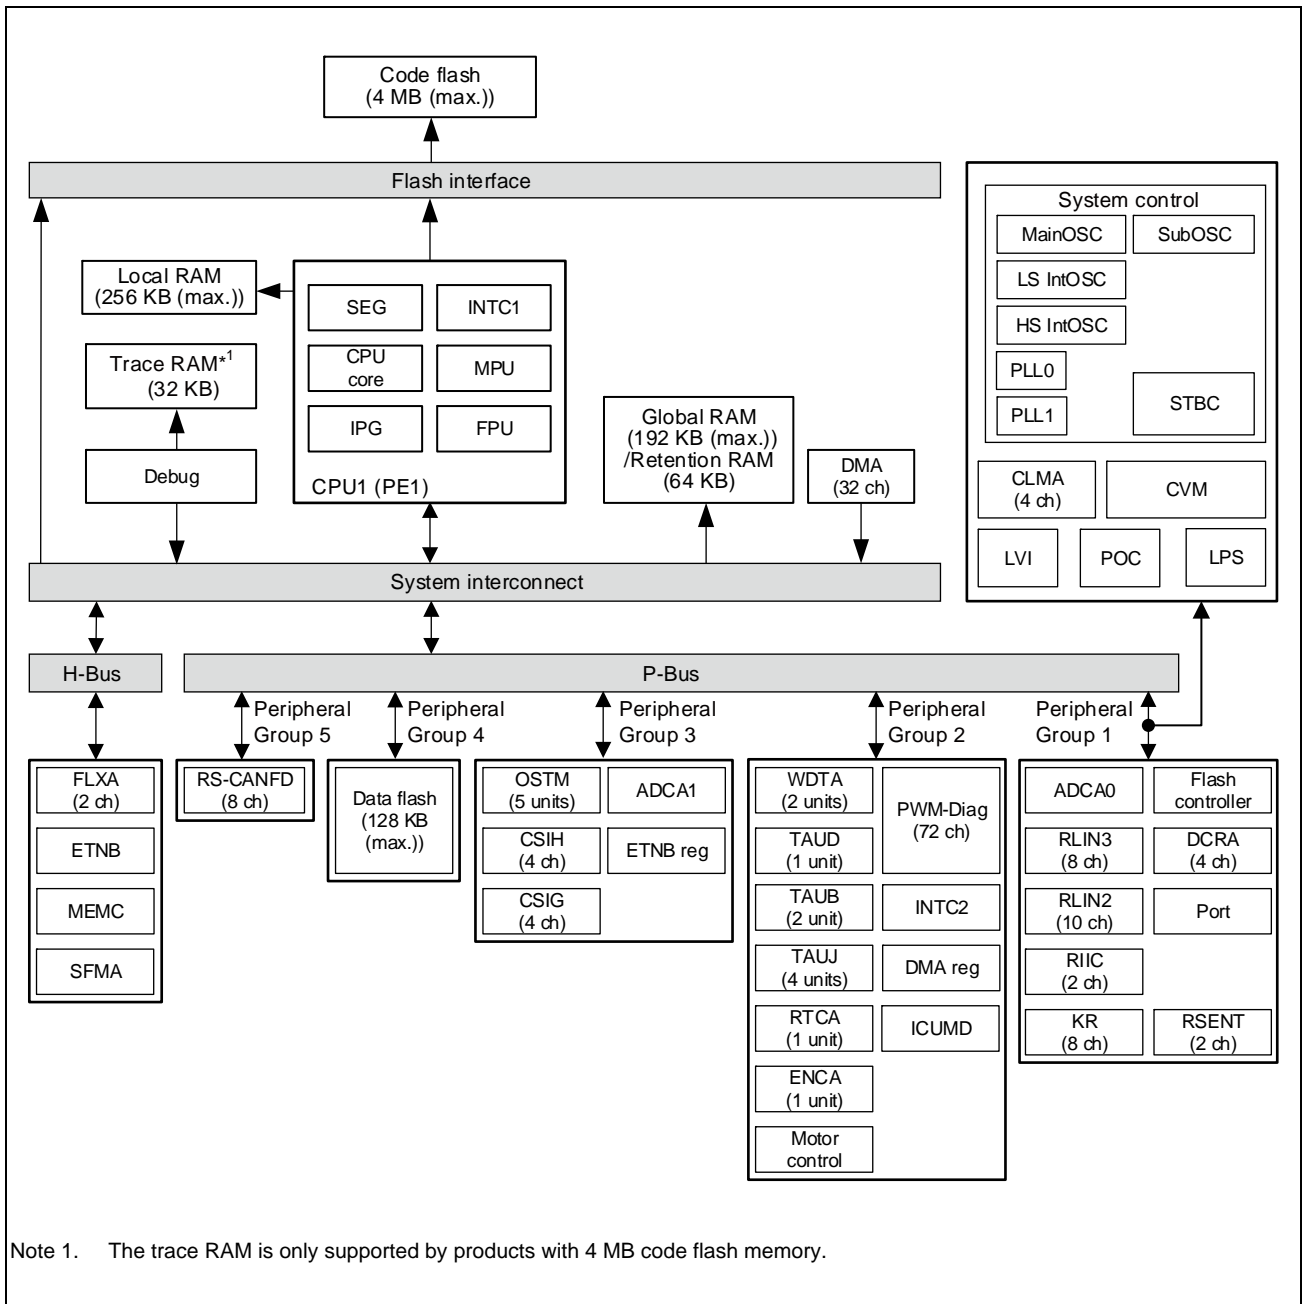 Code flash
(4 MB (max.))
Flash interface
System control
MainOSC
SubOSC
LS IntOSC
HS IntOSC
PLL0
PLL1
STBC
CLMA
(4 ch)
CVM
LVI
POC
LPS
Local RAM
(256 KB (max.))
SEG
INTC1
CPU
core
MPU
IPG
FPU
CPU1 (PE1)
Trace RAM*1
(32 KB)
Debug
Global RAM
(192 KB (max.))
/Retention RAM
(64 KB)
DMA
(32 ch)
System interconnect
H-Bus
P-Bus
Peripheral
Group 5
Peripheral
Group 4
Peripheral
Group 3
Peripheral
Group 2
Peripheral
Group 1
FLXA
(2 ch)
ETNB
MEMC
SFMA
RS-CANFD
(8 ch)
Data flash
(128 KB
(max.))
OSTM
(5 units)
ADCA1
CSIH
(4 ch)
ETNB reg
CSIG
(4 ch)
WDTA
(2 units)
PWM-Diag
(72 ch)
TAUD
(1 unit)
TAUB
(2 unit)
INTC2
TAUJ
(4 units)
DMA reg
RTCA
(1 unit)
ICUMD
ENCA
(1 unit)
Motor
control
ADCA0
Flash
controller
RLIN3
(8 ch)
DCRA
(4 ch)
RLIN2
(10 ch)
Port
RIIC
(2 ch)
KR
(8 ch)
RSENT
(2 ch)
Note 1. The trace RAM is only supported by products with 4 MB code flash memory.